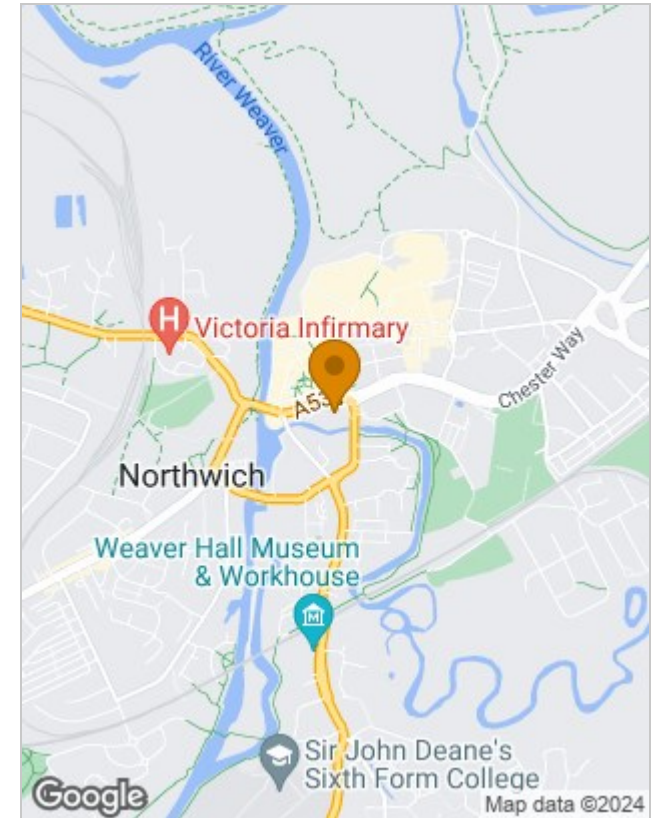 River Weaver
H
Victoria Infirmary
Chester Way
Northwich
Weaver Hall Museum
& Workhouse
M
Sir John Deane's
Sixth Form College
Google
Map data ©2024